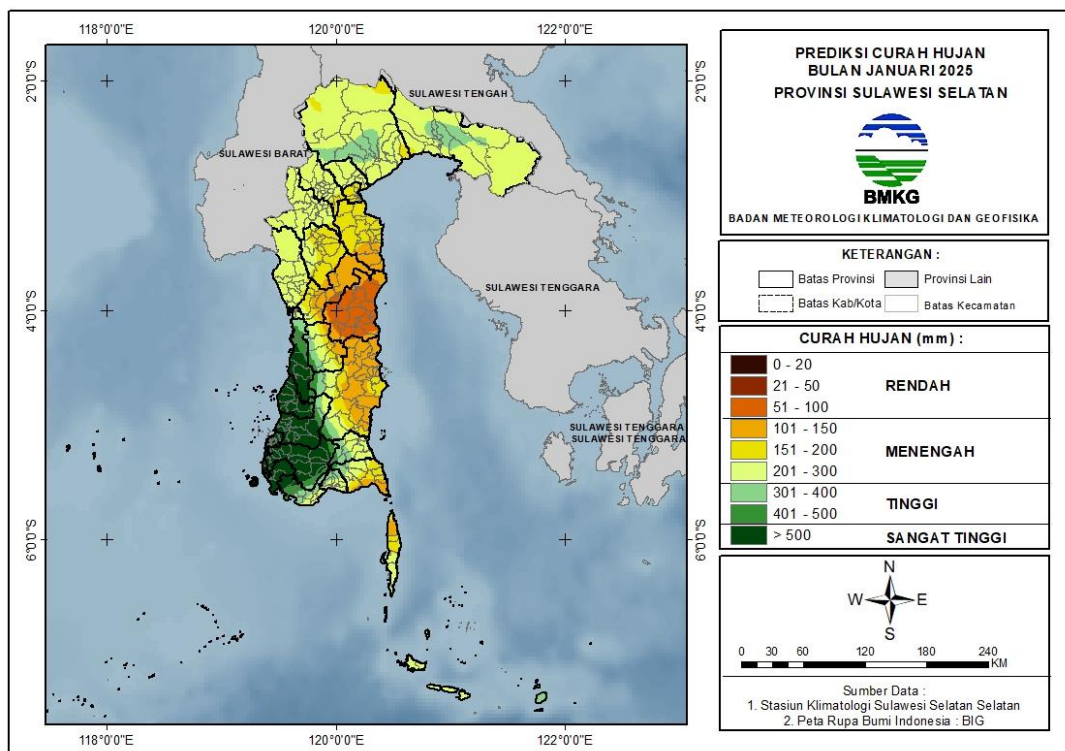 118°0'0"E
120°0'0"E
122°0'0"E
2°0'0"S
4°0'0"S
6°0'0"S
SULAWESI TENGAH
SULAWESI BARAT
SULAWESI TENGGARA
SULAWESI TENGGARA
SULAWESI TENGGARA
2°0'0"S
4°0'0"S
6°0'0"S
118°0'0"E
120°0'0"E
122°0'0"E
PREDIKSI CURAH HUJAN
BULAN JANUARI 2025
PROVINSI SULAWESI SELATAN
BMKG
BADAN METEOROLOGI KLIMATOLOGI DAN GEOFISIKA
KETERANGAN :
Batas Provinsi Provinsi Lain
Batas Kab/Kota Batas Kecamatan
CURAH HUJAN (mm) :
0 - 20
21 - 50 RENDAH
51 - 100
101 - 150
151 - 200 MENENGAH
201 - 300
301 - 400
401 - 500 TINGGI
> 500 SANGAT TINGGI
N
W E
S
0 30 60 120 180 240
KM
Sumber Data :
1. Stasiun Klimatologi Sulawesi Selatan Selatan
2. Peta Rupa Bumi Indonesia : BIG